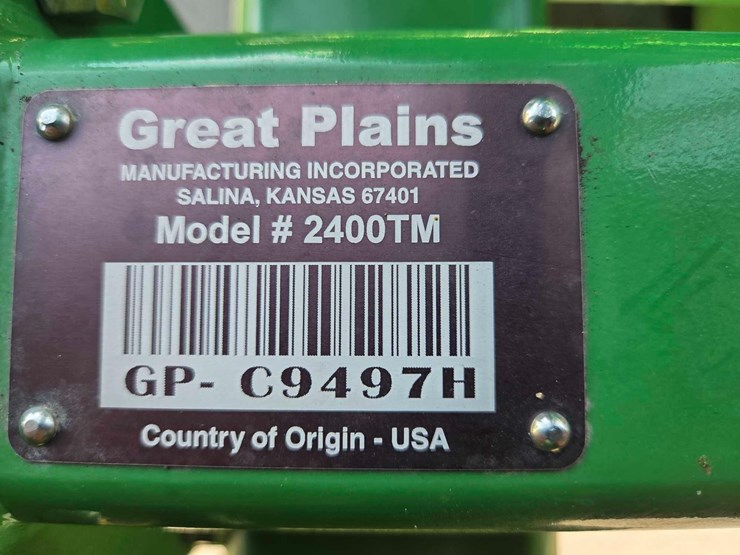 Great Plains
MANUFACTURING INCORPORATED
SALINA, KANSAS 67401
Model # 2400TM
GP- C9497H
Country of Origin - USA